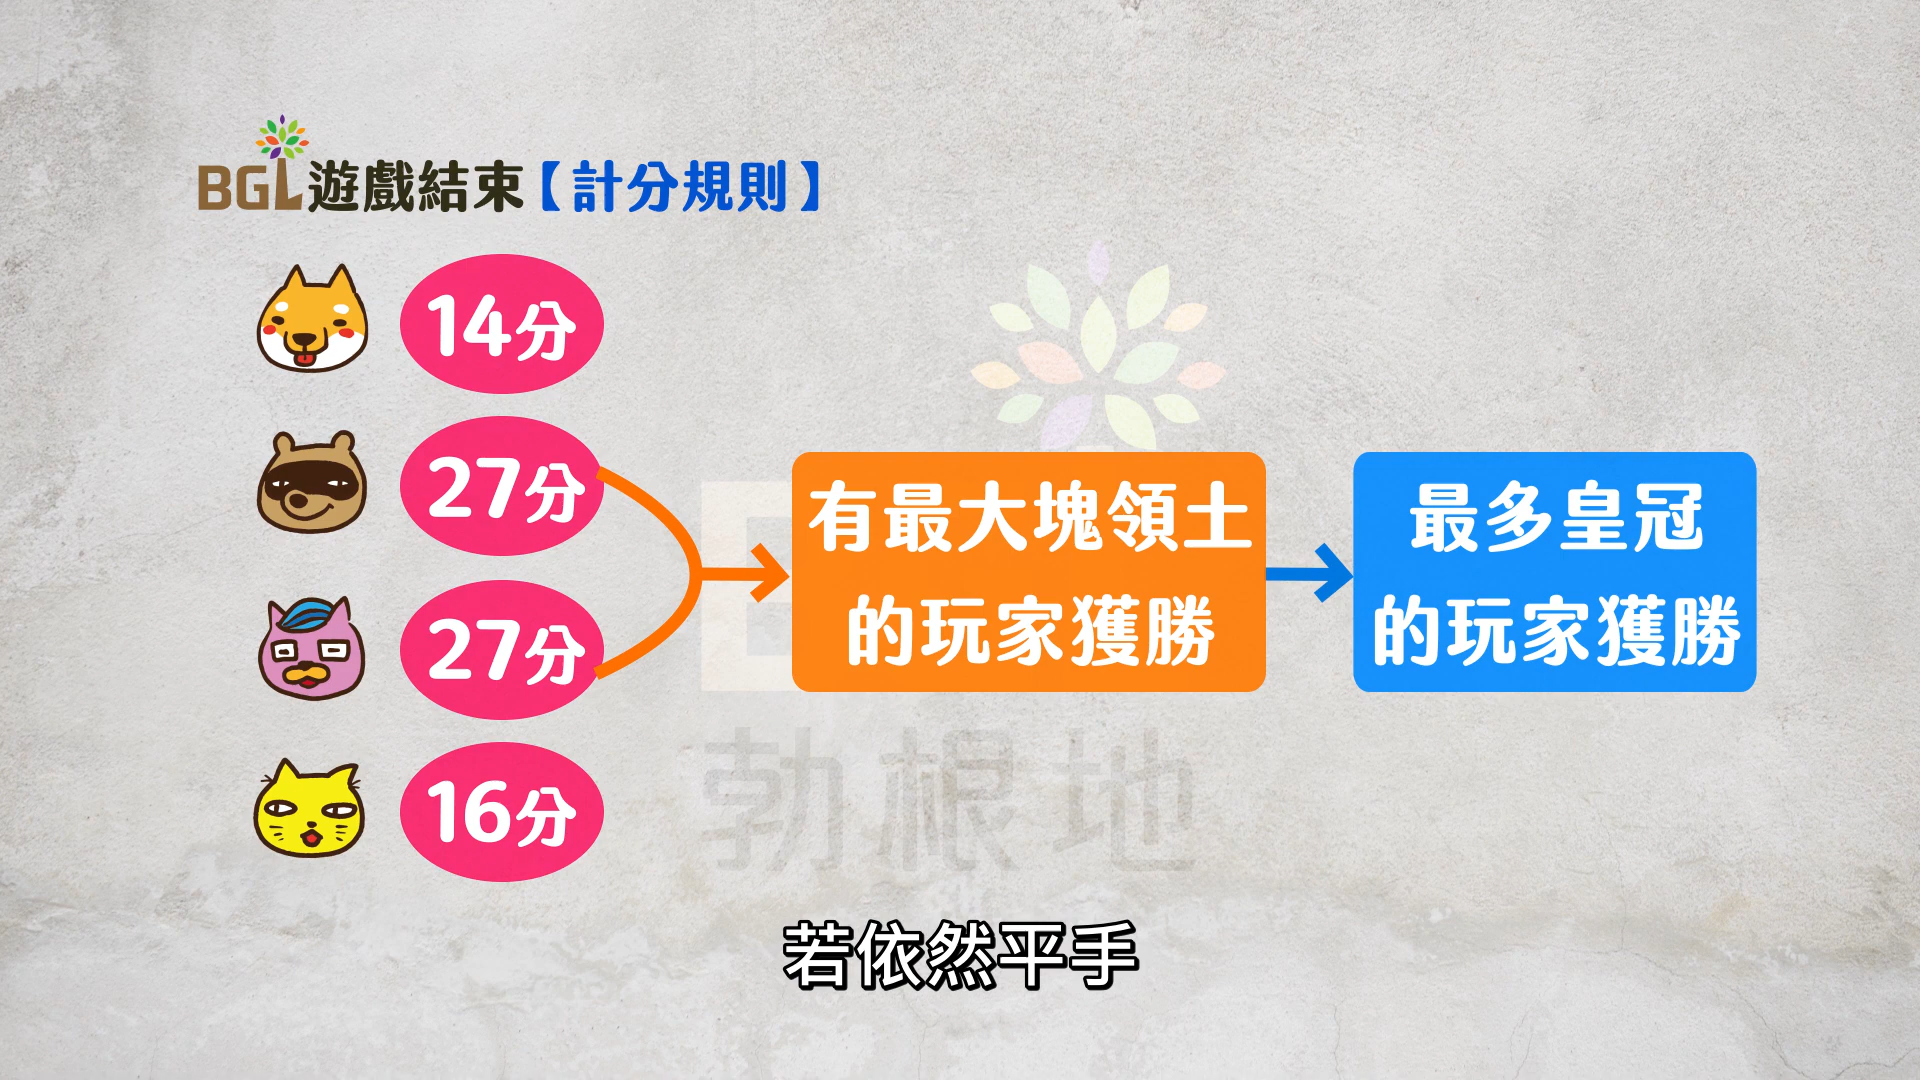 BGL遊戲結束【計分規則】
14分
27分
27分
16分
有最大塊領土
的玩家獲勝
最多皇冠
的玩家獲勝
勃根地
若依然平手